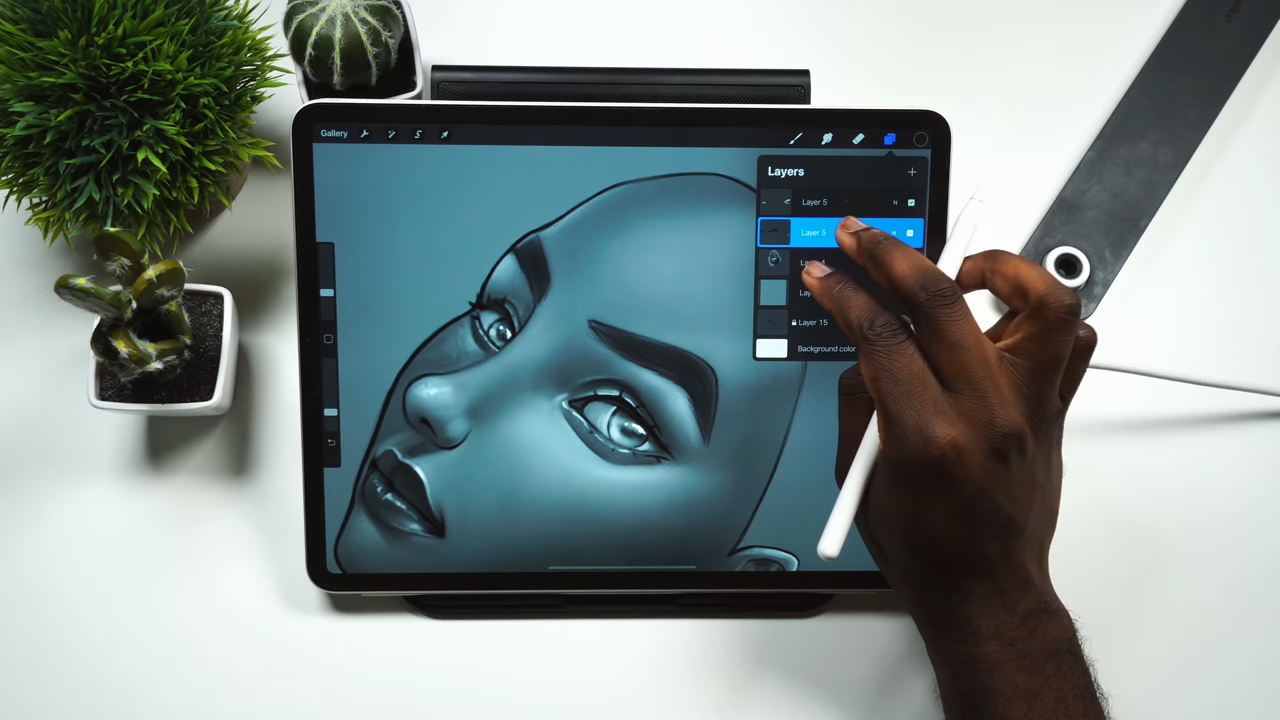 Gallery
Layers
Layer 5
N
Layer 5
N
Layer 15
Background color